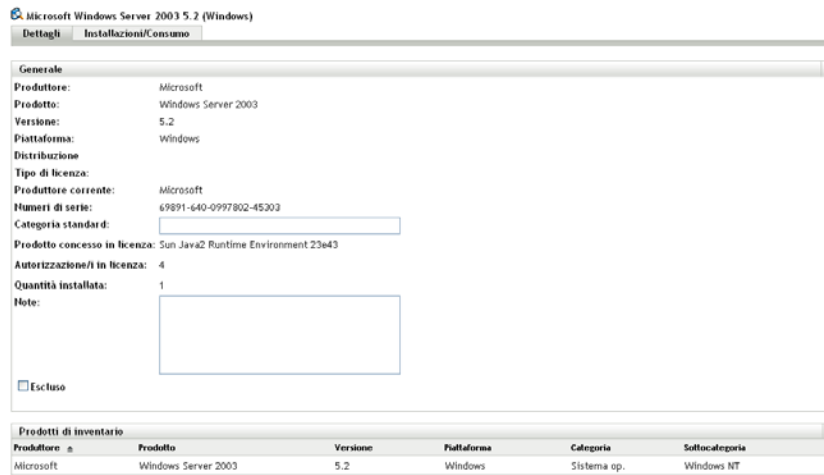 Microsoft Windows Server 2003 5.2 (Windows)
Dettagli Installazioni/Consumo
Generale
Produttore: Microsoft
Prodotto: Windows Server 2003
Versione: 5.2
Piattaforma: Windows
Distribuzione
Tipo di licenza:
Produttore corrente: Microsoft
Numeri di serie: 69891-640-0997802-45303
Categoria standard:
Prodotto concesso in licenza: Sun Java2 Runtime Environment 23e43
Autorizzazione/i in licenza: 4
Quantità installata: 1
Note:
Escluso
Prodotti di inventario
Produttore Prodotto Versione Piattaforma Categoria Sottocategoria
Microsoft Windows Server 2003 5.2 Windows Sistema op. Windows NT